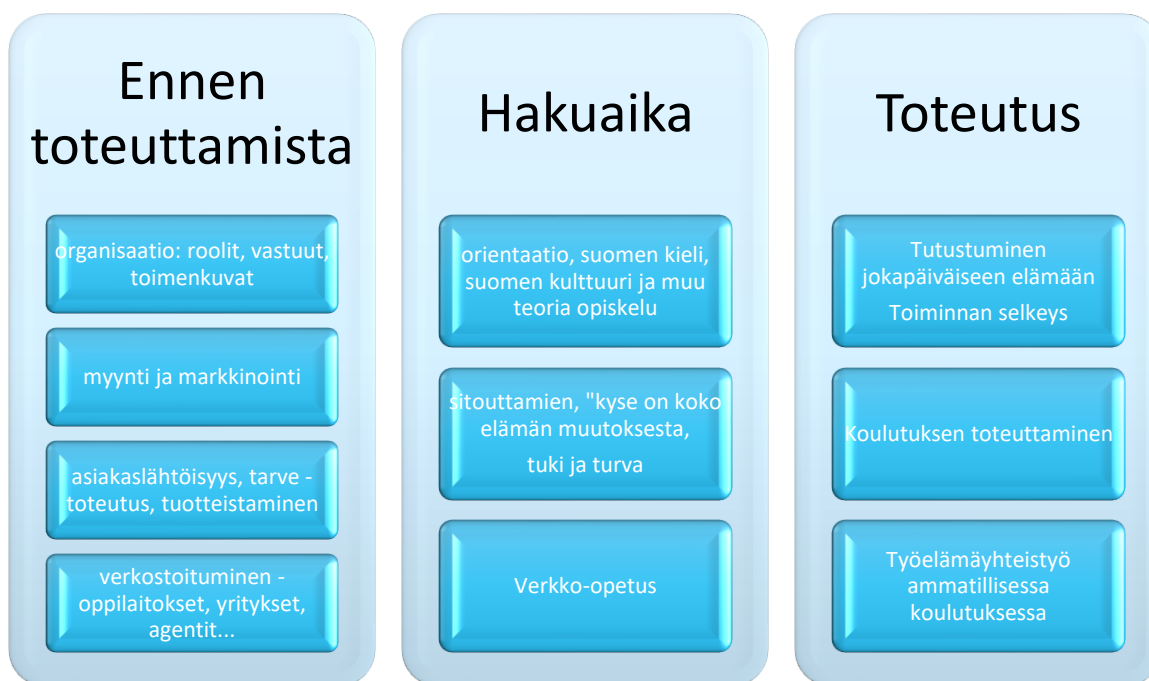 Ennen
toteuttamista
organisaatio: roolit, vastuut,
toimenkuvat
myynti ja markkinointi
asiakaslähtöisyys, tarve -
toteutus, tuotteistaminen
verkostoituminen -
oppilaitokset, yritykset,
agentit...
Hakuaika
orientaatio, suomen kieli,
suomen kulttuuri ja muu
teoria opiskelu
sitouttamien, "kyse on koko
elämän muutoksesta,
tuki ja turva
Verkko-opetus
Toteutus
Tutustuminen
jokapäiväiseen elämään
Toiminnan selkeys
Koulutuksen toteuttaminen
Työelämäyhteistyö
ammatillisessa
koulutuksessa